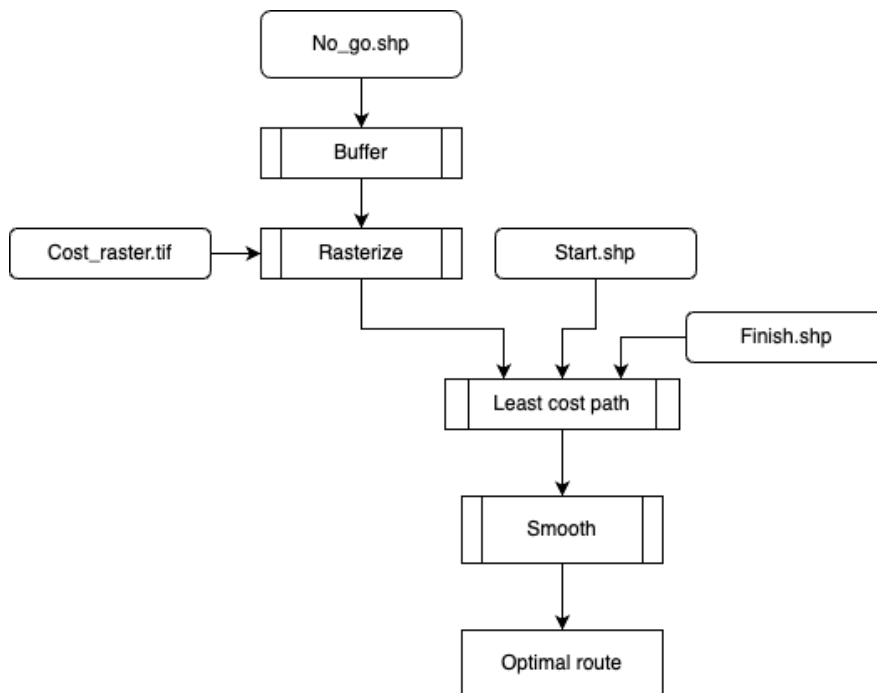 No_go.shp
Buffer
Cost_raster.tif
Rasterize
Start.shp
Finish.shp
Least cost path
Smooth
Optimal route